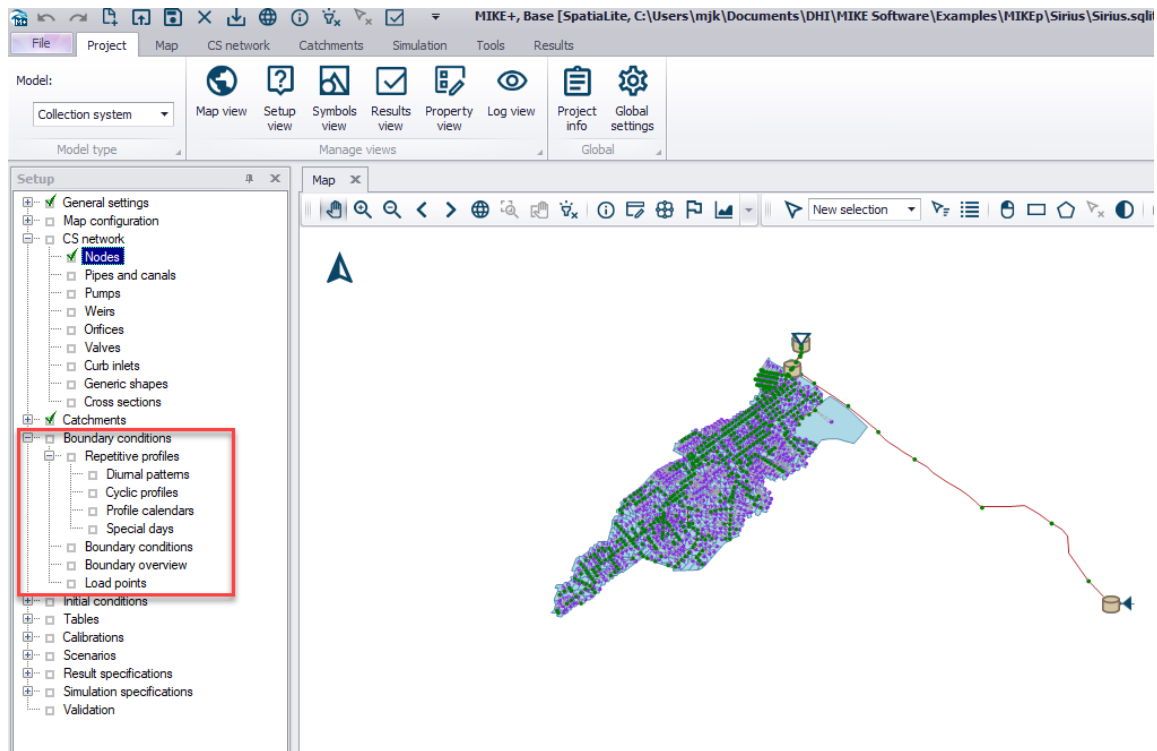 MIKE+, Base [SpatiaLite, C:\Users\mjk\Documents\DHI\MIKE Software\Examples\MIKEp\Sirius\Sirius.sqlit
File Project Map CS network Catchments Simulation Tools Results
Model:
Collection system
Model type
Map view
Setup view
Symbols view
Results view
Property view
Log view
Manage views
Project info
Global settings
Global
Setup
General settings
Map configuration
CS network
Nodes
Pipes and canals
Pumps
Weirs
Orifices
Valves
Curb inlets
Generic shapes
Cross sections
Catchments
Boundary conditions
Repetitive profiles
Diurnal patterns
Cyclic profiles
Profile calendars
Special days
Boundary conditions
Boundary overview
Load points
Initial conditions
Tables
Calibrations
Scenarios
Result specifications
Simulation specifications
Validation
Map
New selection